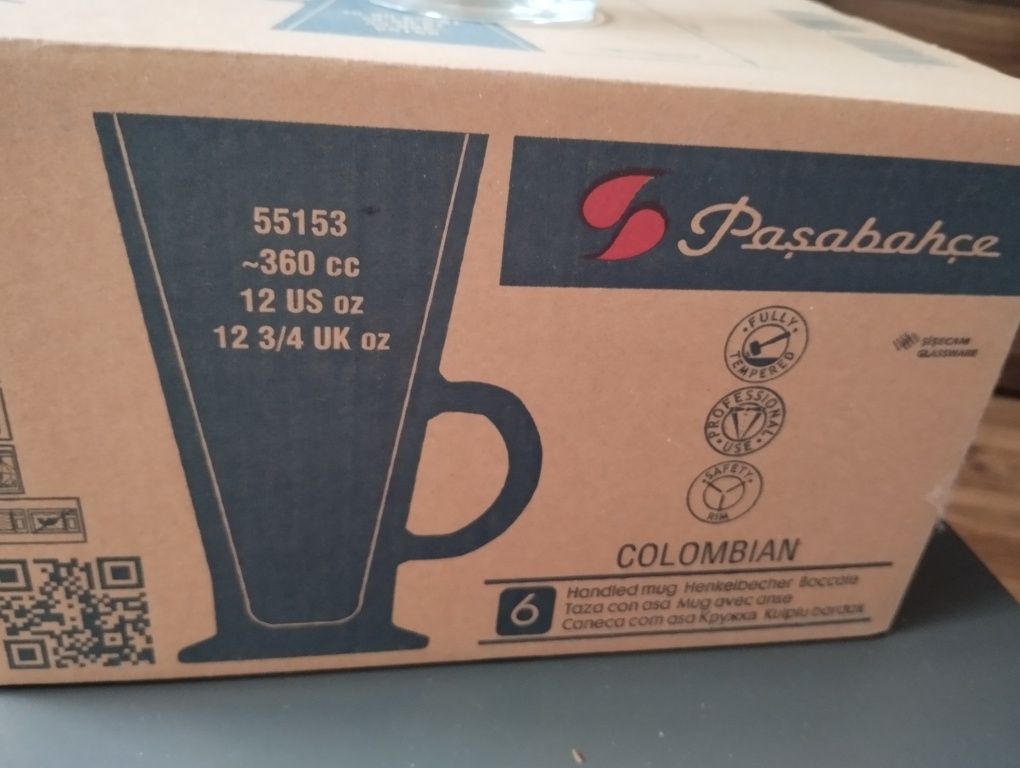 55153
~360 cc
12 US oz
12 3/4 UK oz
Paşabahçe
FULLY TEMPERED
ŞİŞECAM
GLASSWARE
PROFESSIONAL USE
SAFETY RIM
COLOMBIAN
6
Handled mug Henkelbecher Boccale
Taza con asa Mug avec anse
Caneca com asa Кружка Kulplu bardak